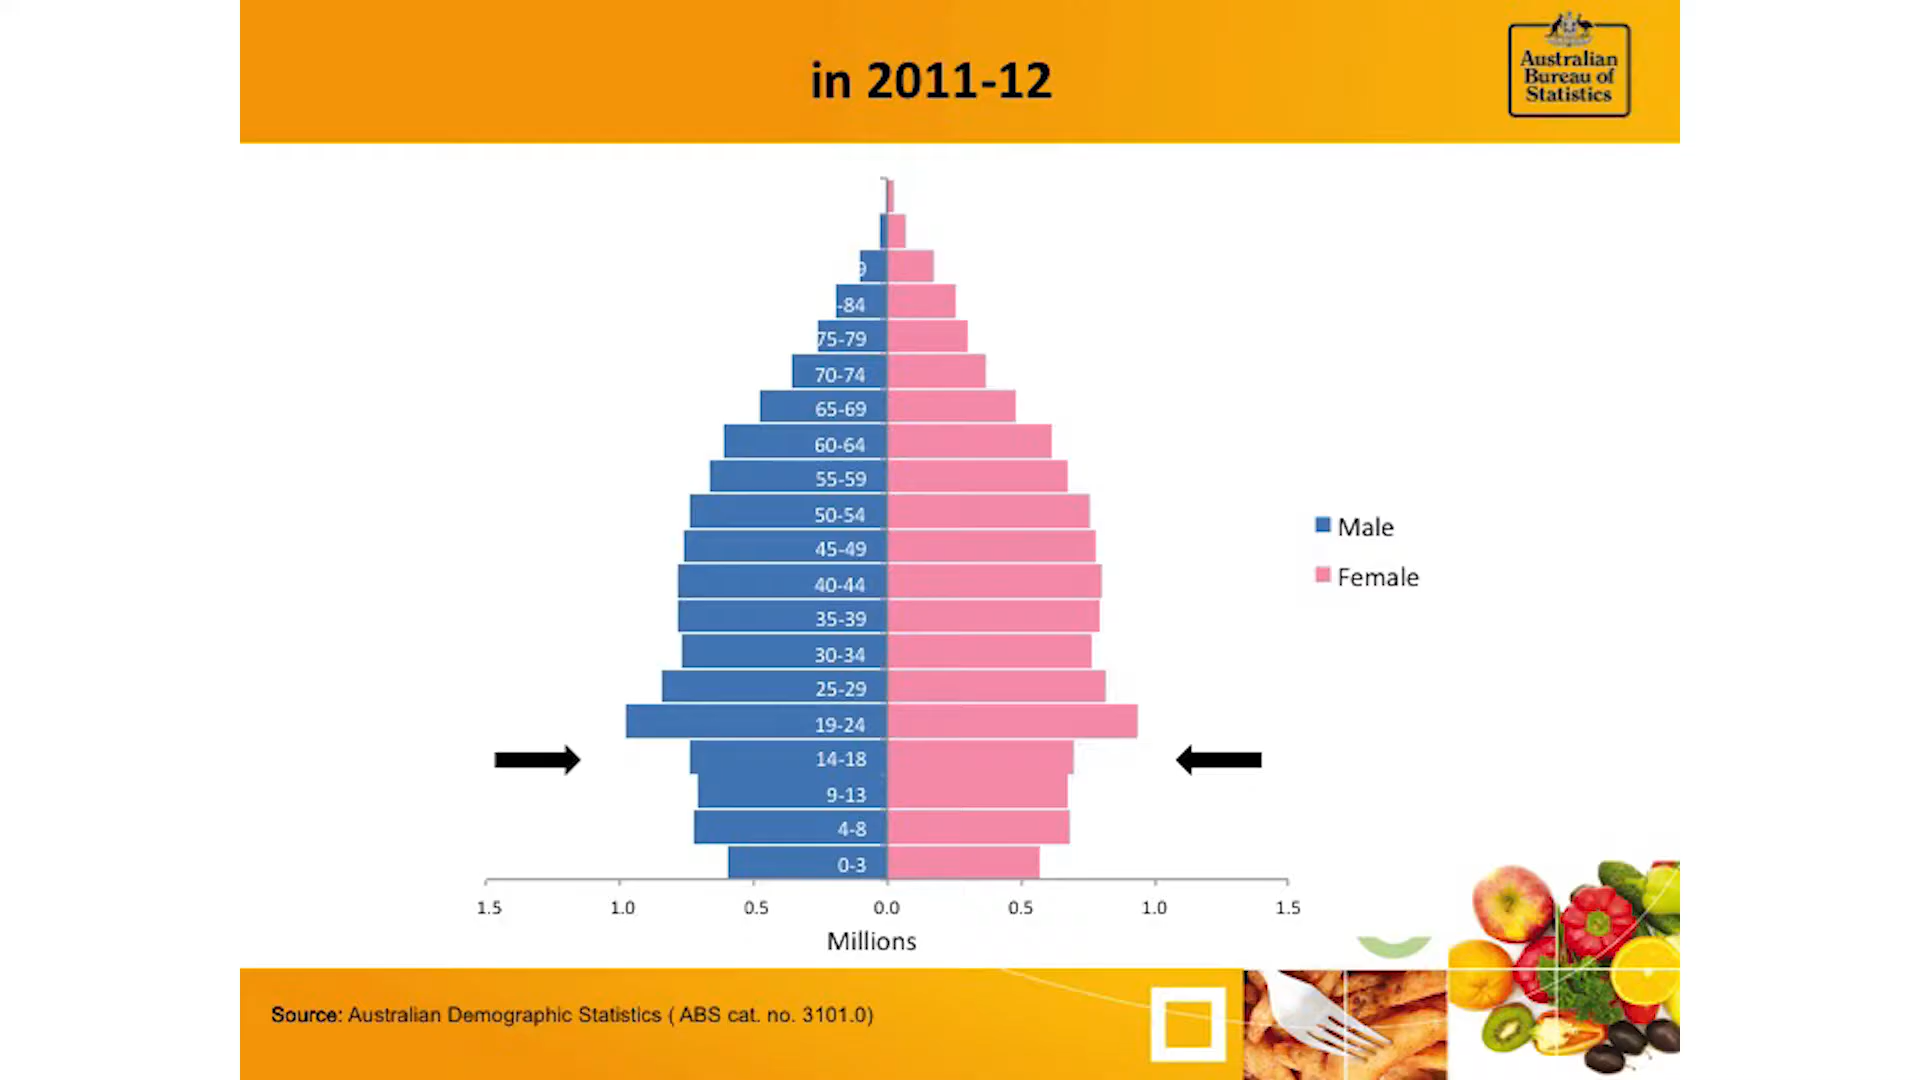 in 2011-12
Australian
Bureau of
Statistics
9
-84
75-79
70-74
65-69
60-64
55-59
50-54
45-49
40-44
35-39
30-34
25-29
19-24
14-18
9-13
4-8
0-3
Male
Female
1.5 1.0 0.5 0.0 0.5 1.0 1.5
Millions
Source: Australian Demographic Statistics ( ABS cat. no. 3101.0)